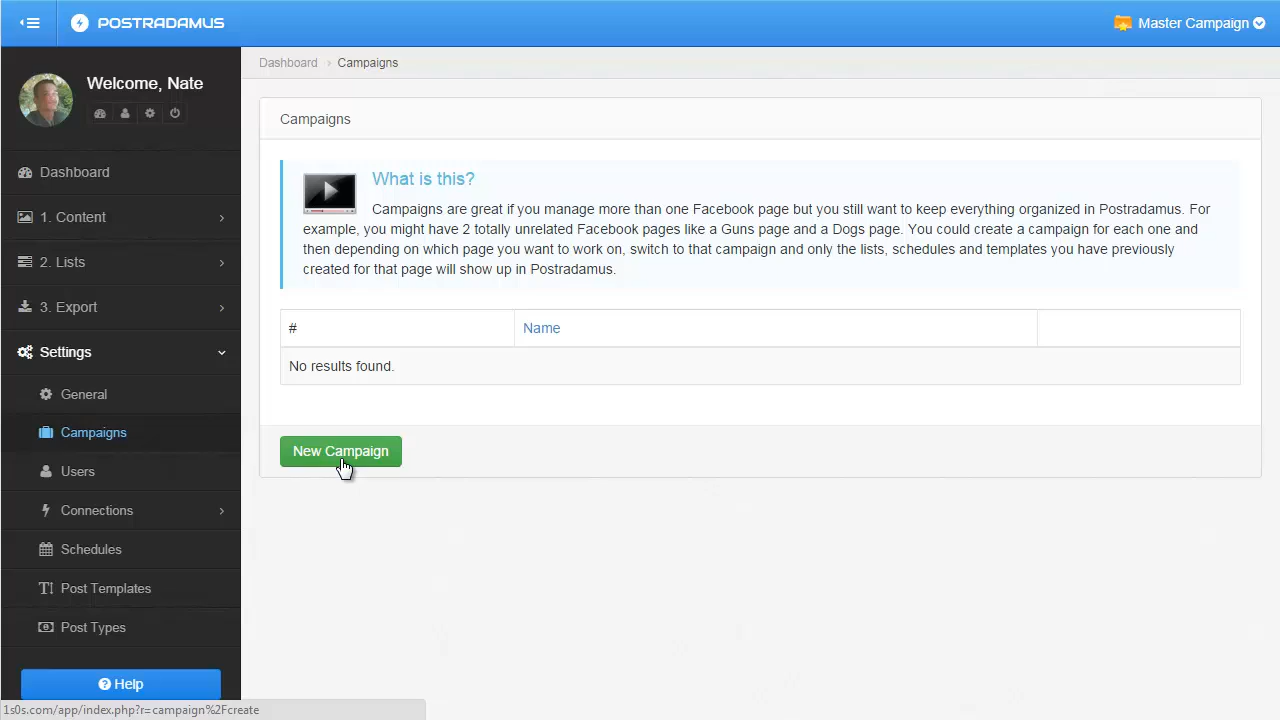 POSTRADAMUS
Master Campaign
Welcome, Nate
Dashboard
1. Content
2. Lists
3. Export
Settings
General
Campaigns
Users
Connections
Schedules
Post Templates
Post Types
Help
Dashboard › Campaigns
Campaigns
What is this?
Campaigns are great if you manage more than one Facebook page but you still want to keep everything organized in Postradamus. For
example, you might have 2 totally unrelated Facebook pages like a Guns page and a Dogs page. You could create a campaign for each one and
then depending on which page you want to work on, switch to that campaign and only the lists, schedules and templates you have previously
created for that page will show up in Postradamus.
# Name
No results found.
New Campaign
1s0s.com/app/index.php?r=campaign%2Fcreate